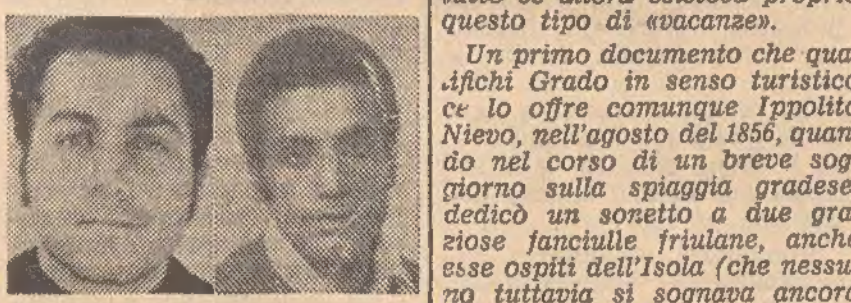 questo tipo di «vacanze».
Un primo documento che qua
ifichi Grado in senso turistico
ce lo offre comunque Ippolito
Nievo, nell'agosto del 1856, quan
do nel corso di un breve sog
giorno sulla spiaggia gradese
dedicò un sonetto a due gra
ziose fanciulle friulane, anche
esse ospiti dell'Isola (che nessu
no tuttavia si sognava ancora